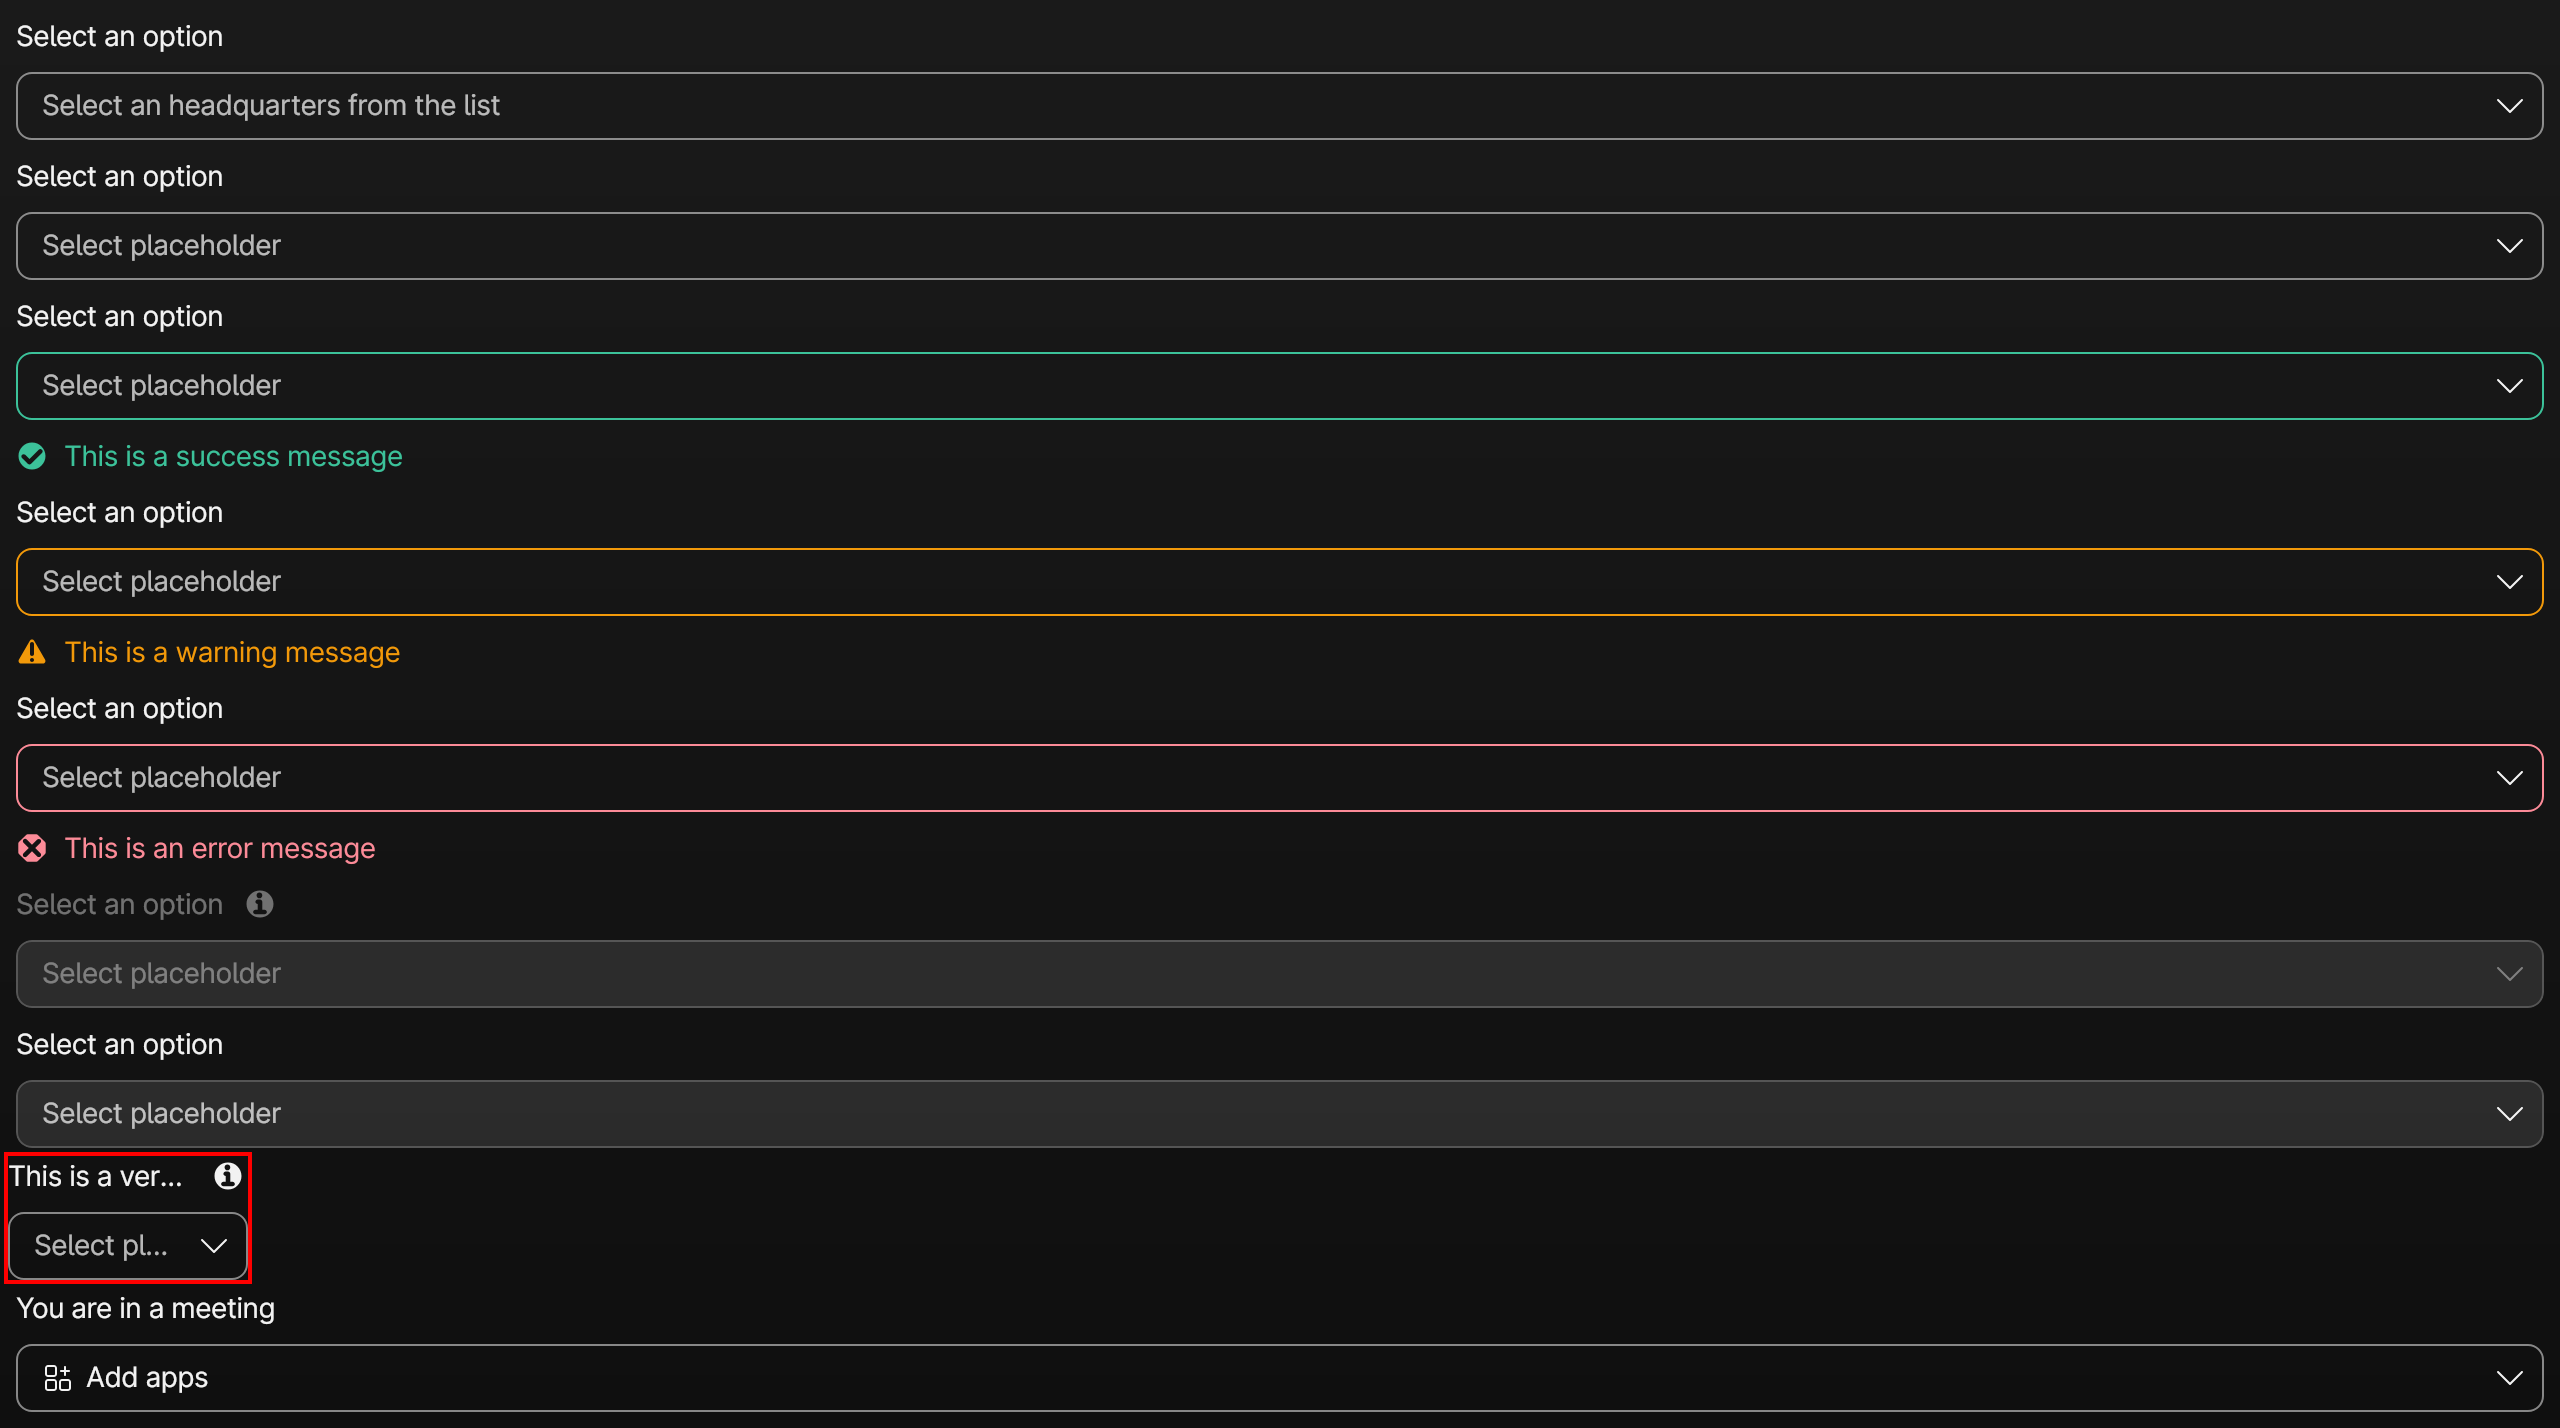 Select an option
Select an headquarters from the list
Select an option
Select placeholder
Select an option
Select placeholder
This is a success message
Select an option
Select placeholder
This is a warning message
Select an option
Select placeholder
This is an error message
Select an option
Select placeholder
Select an option
Select placeholder
This is a ver...
Select pl...
You are in a meeting
Add apps